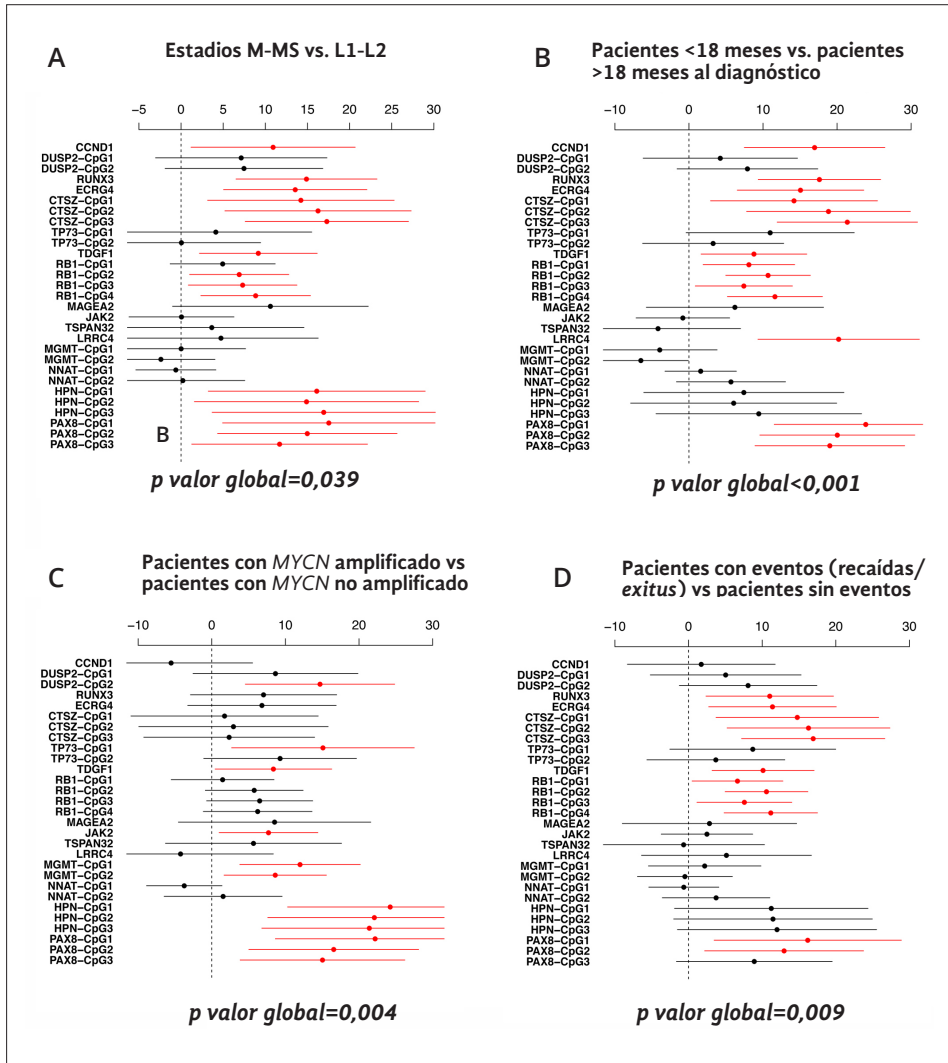 A
Estadios M-MS vs. L1-L2
−5 0 5 10 15 20 25 30
CCND1
DUSP2−CpG1
DUSP2−CpG2
RUNX3
ECRG4
CTSZ−CpG1
CTSZ−CpG2
CTSZ−CpG3
TP73−CpG1
TP73−CpG2
TDGF1
RB1−CpG1
RB1−CpG2
RB1−CpG3
RB1−CpG4
MAGEA2
JAK2
TSPAN32
LRRC4
MGMT−CpG1
MGMT−CpG2
NNAT−CpG1
NNAT−CpG2
HPN−CpG1
HPN−CpG2
HPN−CpG3
PAX8−CpG1
PAX8−CpG2
PAX8−CpG3
B
p valor global=0,039
B
Pacientes <18 meses vs. pacientes
>18 meses al diagnóstico
−10 0 10 20 30
CCND1
DUSP2−CpG1
DUSP2−CpG2
RUNX3
ECRG4
CTSZ−CpG1
CTSZ−CpG2
CTSZ−CpG3
TP73−CpG1
TP73−CpG2
TDGF1
RB1−CpG1
RB1−CpG2
RB1−CpG3
RB1−CpG4
MAGEA2
JAK2
TSPAN32
LRRC4
MGMT−CpG1
MGMT−CpG2
NNAT−CpG1
NNAT−CpG2
HPN−CpG1
HPN−CpG2
HPN−CpG3
PAX8−CpG1
PAX8−CpG2
PAX8−CpG3
p valor global<0,001
C
Pacientes con MYCN amplificado vs
pacientes con MYCN no amplificado
−10 0 10 20 30
CCND1
DUSP2−CpG1
DUSP2−CpG2
RUNX3
ECRG4
CTSZ−CpG1
CTSZ−CpG2
CTSZ−CpG3
TP73−CpG1
TP73−CpG2
TDGF1
RB1−CpG1
RB1−CpG2
RB1−CpG3
RB1−CpG4
MAGEA2
JAK2
TSPAN32
LRRC4
MGMT−CpG1
MGMT−CpG2
NNAT−CpG1
NNAT−CpG2
HPN−CpG1
HPN−CpG2
HPN−CpG3
PAX8−CpG1
PAX8−CpG2
PAX8−CpG3
p valor global=0,004
D
Pacientes con eventos (recaídas/
exitus) vs pacientes sin eventos
−10 0 10 20 30
CCND1
DUSP2−CpG1
DUSP2−CpG2
RUNX3
ECRG4
CTSZ−CpG1
CTSZ−CpG2
CTSZ−CpG3
TP73−CpG1
TP73−CpG2
TDGF1
RB1−CpG1
RB1−CpG2
RB1−CpG3
RB1−CpG4
MAGEA2
JAK2
TSPAN32
LRRC4
MGMT−CpG1
MGMT−CpG2
NNAT−CpG1
NNAT−CpG2
HPN−CpG1
HPN−CpG2
HPN−CpG3
PAX8−CpG1
PAX8−CpG2
PAX8−CpG3
p valor global=0,009